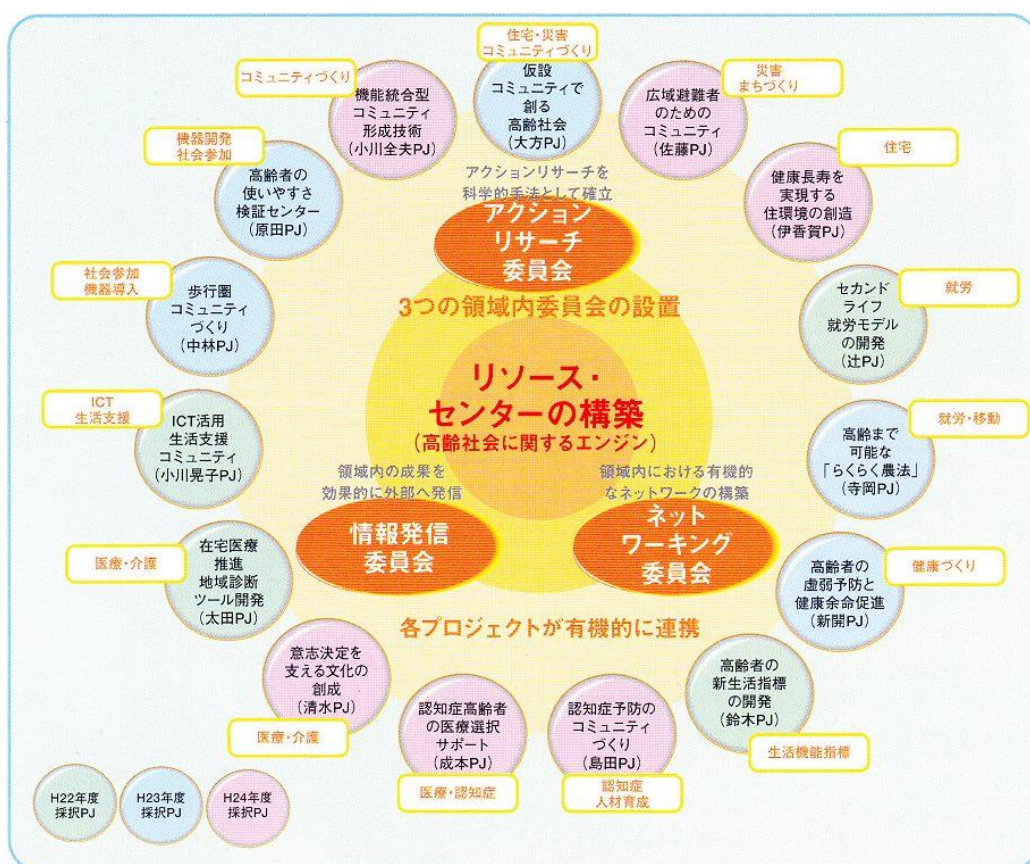 住宅・災害
コミュニティづくり
仮設
コミュニティで
創る
高齢社会
(大方PJ)
災害
まちづくり
広域避難者
のための
コミュニティ
(佐藤PJ)
住宅
健康長寿を
実現する
住環境の創造
(伊香賀PJ)
就労
セカンド
ライフ
就労モデル
の開発
(辻PJ)
就労・移動
高齢まで
可能な
「らくらく農法」
(寺岡PJ)
健康づくり
高齢者の
虚弱予防と
健康余命促進
(新開PJ)
高齢者の
新生活指標
の開発
(鈴木PJ)
生活機能指標
認知症予防の
コミュニティ
づくり
(島田PJ)
認知症
人材育成
認知症高齢者
の医療選択
サポート
(成本PJ)
医療・認知症
意志決定を
支える文化の
創成
(清水PJ)
医療・介護
医療・介護
在宅医療
推進
地域診断
ツール開発
(太田PJ)
ICT
生活支援
ICT活用
生活支援
コミュニティ
(小川晃子PJ)
社会参加
機器導入
歩行圏
コミュニティ
づくり
(中林PJ)
機器開発
社会参加
高齢者の
使いやすさ
検証センター
(原田PJ)
コミュニティづくり
機能統合型
コミュニティ
形成技術
(小川全夫PJ)
アクションリサーチを
科学的手法として確立
アクション
リサーチ
委員会
3つの領域内委員会の設置
リソース・
センターの構築
(高齢社会に関するエンジン)
領域内の成果を
効果的に外部へ発信
情報発信
委員会
領域内における有機的
なネットワークの構築
ネット
ワーキング
委員会
各プロジェクトが有機的に連携
H22年度
採択PJ
H23年度
採択PJ
H24年度
採択PJ